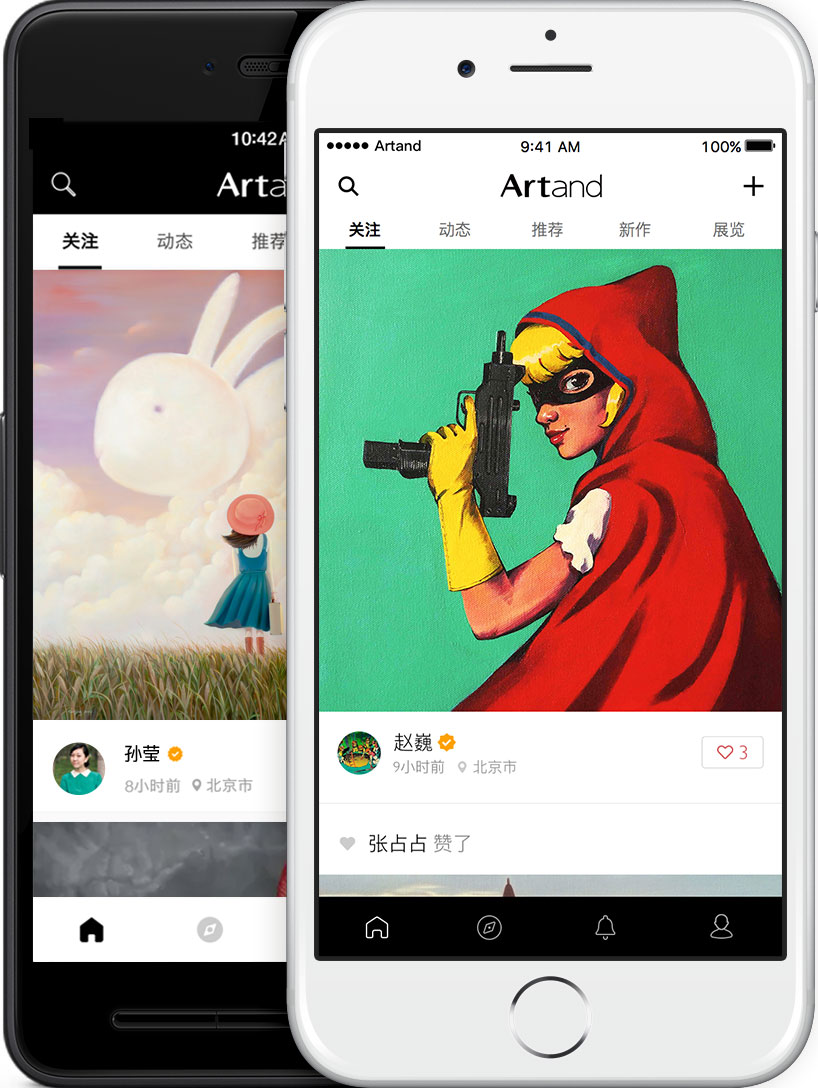 10:42A
Arta
关注 动态 推荐
孙莹
8小时前 北京市
Artand 9:41 AM 100%
Artand
关注 动态 推荐 新作 展览
赵巍
9小时前 北京市
3
张占占 赞了